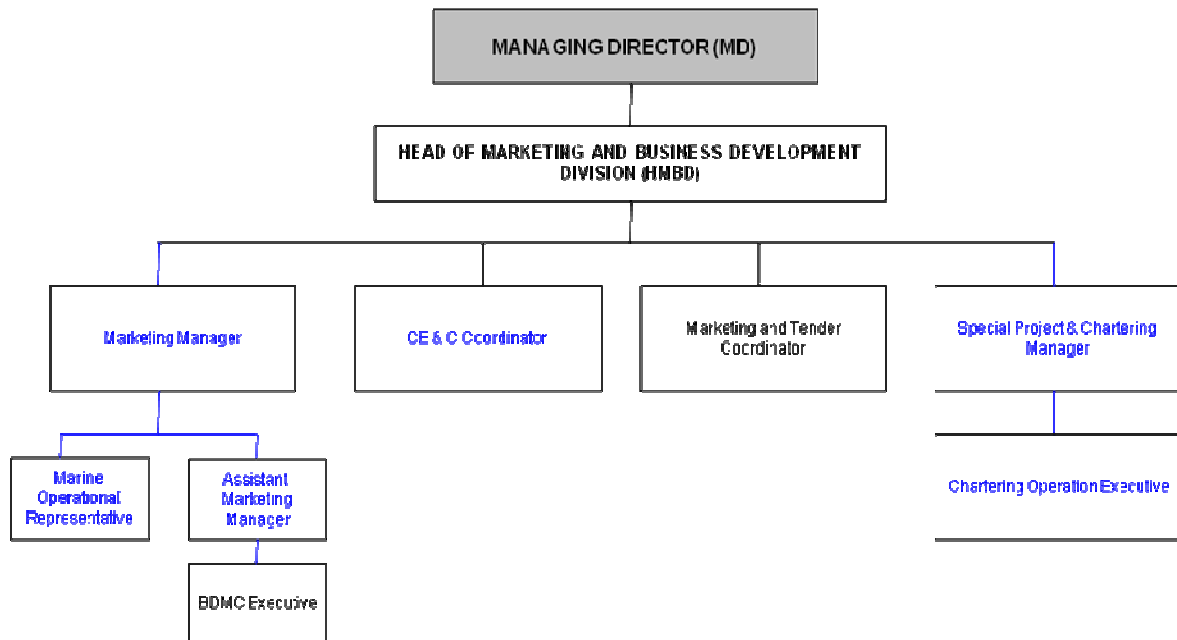 MANAGING DIRECTOR (MD)
HEAD OF MARKETING AND BUSINESS DEVELOPMENT
DIVISION (HMBD)
Marketing Manager
CE & C Coordinator
Marketing and Tender
Coordinator
Special Project & Chartering
Manager
Marine
Operational
Representative
Assistant
Marketing
Manager
Chartering Operation Executive
BDMC Executive